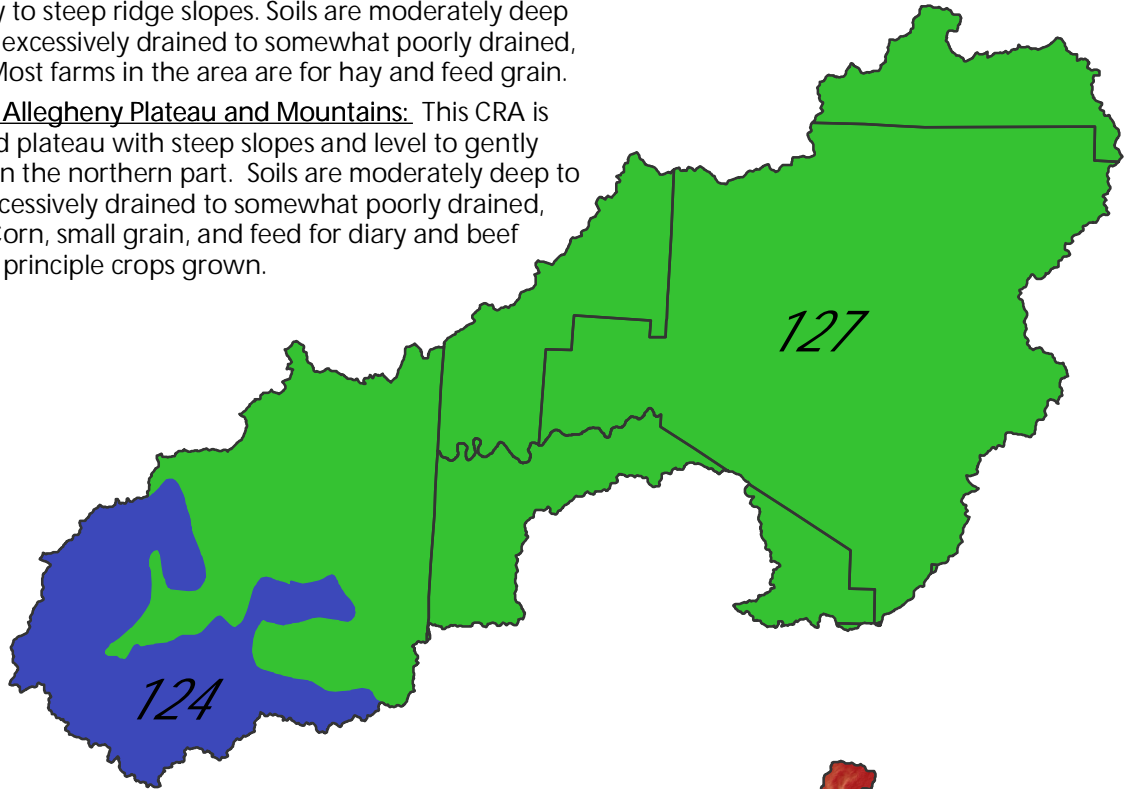 y to steep ridge slopes. Soils are moderately deep
excessively drained to somewhat poorly drained,
Most farms in the area are for hay and feed grain.
Allegheny Plateau and Mountains: This CRA is
d plateau with steep slopes and level to gently
n the northern part. Soils are moderately deep to
cessively drained to somewhat poorly drained,
Corn, small grain, and feed for diary and beef
principle crops grown.
127
124